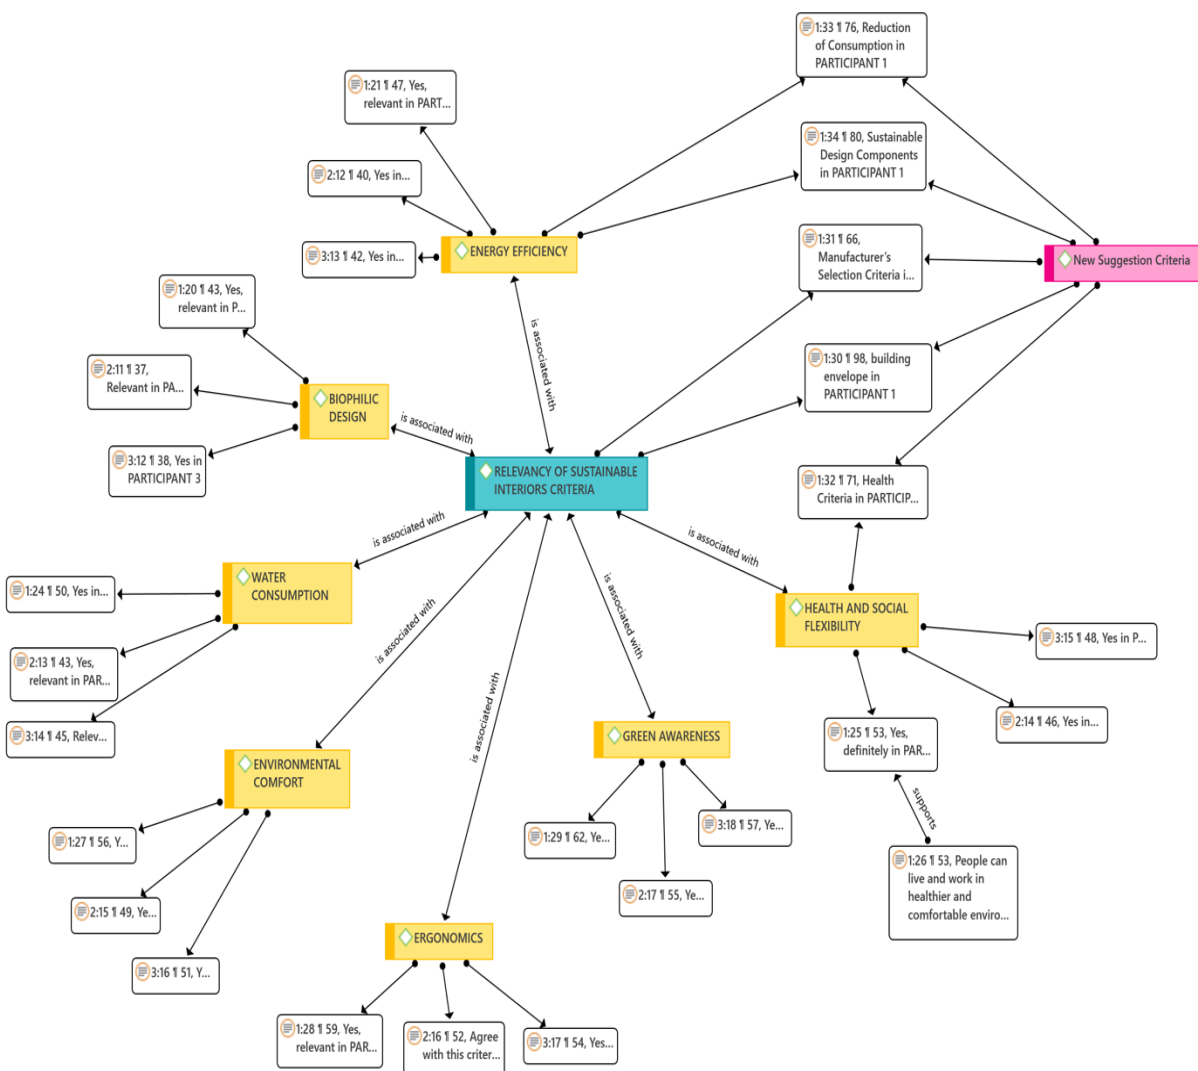 1:33 ¶ 76, Reduction
of Consumption in
PARTICIPANT 1
1:21 ¶ 47, Yes,
relevant in PART...
1:34 ¶ 80, Sustainable
Design Components
in PARTICIPANT 1
2:12 ¶ 40, Yes in...
1:31 ¶ 66,
Manufacturer's
Selection Criteria i...
ENERGY EFFICIENCY
3:13 ¶ 42, Yes in...
New Suggestion Criteria
1:20 ¶ 43, Yes,
relevant in P...
is associated with
1:30 ¶ 98, building
envelope in
PARTICIPANT 1
2:11 ¶ 37,
Relevant in PA...
BIOPHILIC
DESIGN
is associated with
3:12 ¶ 38, Yes in
PARTICIPANT 3
RELEVANCY OF SUSTAINABLE
INTERIORS CRITERIA
1:32 ¶ 71, Health
Criteria in PARTICIP...
is associated with
is associated with
WATER
CONSUMPTION
1:24 ¶ 50, Yes in...
is associated with
is associated with
HEALTH AND SOCIAL
FLEXIBILITY
2:13 ¶ 43, Yes,
relevant in PAR...
3:15 ¶ 48, Yes in P...
is associated with
3:14 ¶ 45, Relev...
2:14 ¶ 46, Yes in...
GREEN AWARENESS
1:25 ¶ 53, Yes,
definitely in PAR...
ENVIRONMENTAL
COMFORT
supports
1:27 ¶ 56, Y...
1:29 ¶ 62, Ye...
3:18 ¶ 57, Ye...
1:26 ¶ 53, People can
live and work in
healthier and
comfortable enviro...
2:17 ¶ 55, Ye...
2:15 ¶ 49, Ye...
ERGONOMICS
3:16 ¶ 51, Y...
1:28 ¶ 59, Yes,
relevant in PAR...
2:16 ¶ 52, Agree
with this criter...
3:17 ¶ 54, Yes...